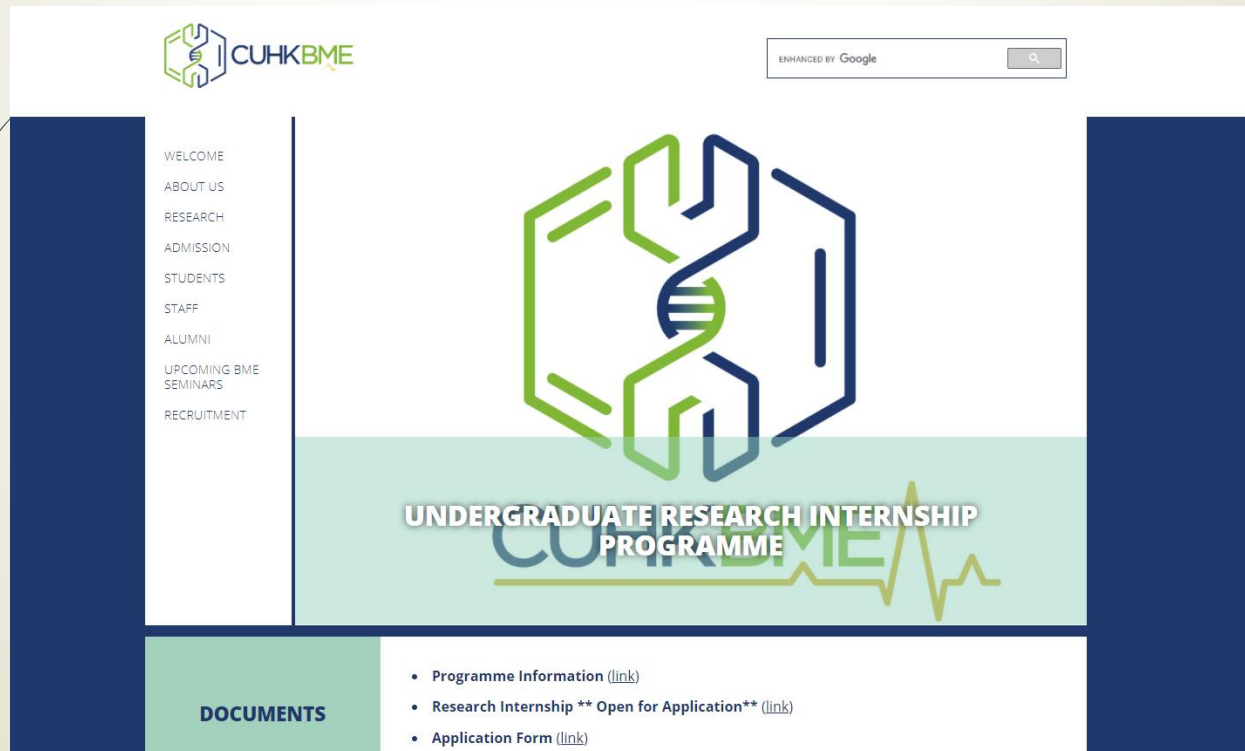 CUHKBME
ENHANCED BY Google
WELCOME
ABOUT US
RESEARCH
ADMISSION
STUDENTS
STAFF
ALUMNI
UPCOMING BME
SEMINARS
RECRUITMENT
CUHKBME
UNDERGRADUATE RESEARCH INTERNSHIP
PROGRAMME
DOCUMENTS
• Programme Information (link)
• Research Internship ** Open for Application** (link)
• Application Form (link)